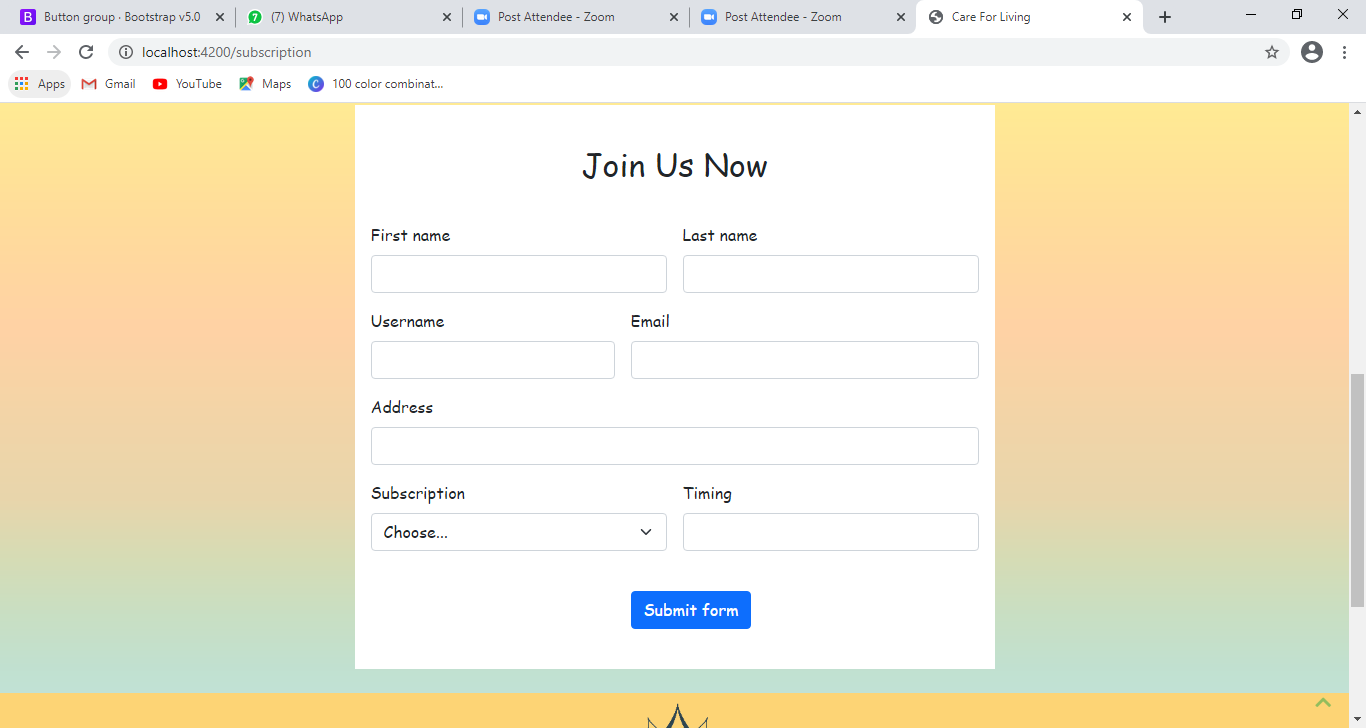 B Button group · Bootstrap v5.0
7 (7) WhatsApp
Post Attendee - Zoom
Post Attendee - Zoom
Care For Living
localhost:4200/subscription
Apps
Gmail
YouTube
Maps
C 100 color combinat...
Join Us Now
First name
Last name
Username
Email
Address
Subscription
Timing
Choose...
Submit form